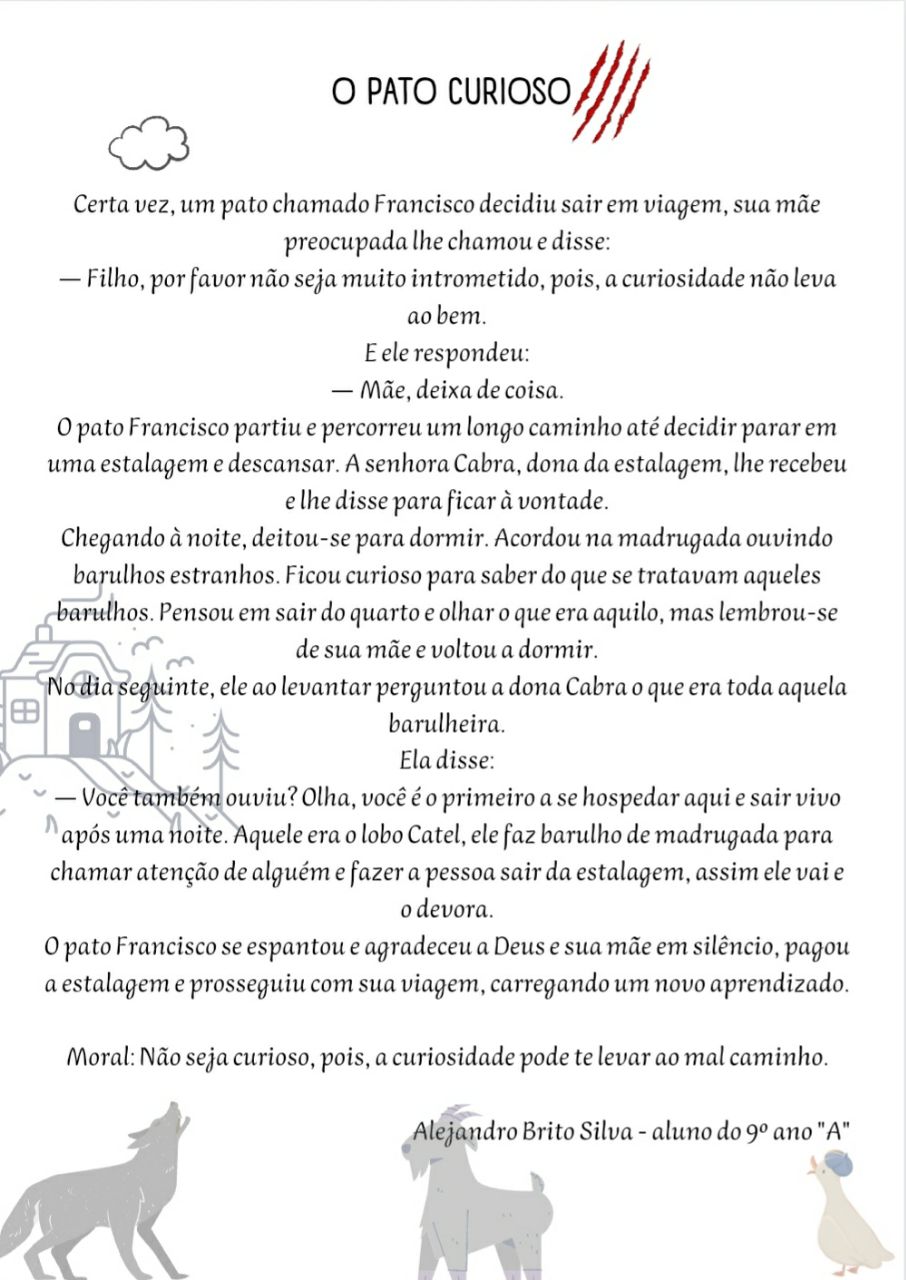 O PATO CURIOSO
Certa vez, um pato chamado Francisco decidiu sair em viagem, sua mãe
preocupada lhe chamou e disse:
— Filho, por favor não seja muito intrometido, pois, a curiosidade não leva
ao bem.
E ele respondeu:
— Mãe, deixa de coisa.
O pato Francisco partiu e percorreu um longo caminho até decidir parar em
uma estalagem e descansar. A senhora Cabra, dona da estalagem, lhe recebeu
e lhe disse para ficar à vontade.
Chegando à noite, deitou-se para dormir. Acordou na madrugada ouvindo
barulhos estranhos. Ficou curioso para saber do que se tratavam aqueles
barulhos. Pensou em sair do quarto e olhar o que era aquilo, mas lembrou-se
de sua mãe e voltou a dormir.
No dia seguinte, ele ao levantar perguntou a dona Cabra o que era toda aquela
barulheira.
Ela disse:
— Você também ouviu? Olha, você é o primeiro a se hospedar aqui e sair vivo
após uma noite. Aquele era o lobo Catel, ele faz barulho de madrugada para
chamar atenção de alguém e fazer a pessoa sair da estalagem, assim ele vai e
o devora.
O pato Francisco se espantou e agradeceu a Deus e sua mãe em silêncio, pagou
a estalagem e prosseguiu com sua viagem, carregando um novo aprendizado.
Moral: Não seja curioso, pois, a curiosidade pode te levar ao mal caminho.
Alejandro Brito Silva - aluno do 9º ano "A"